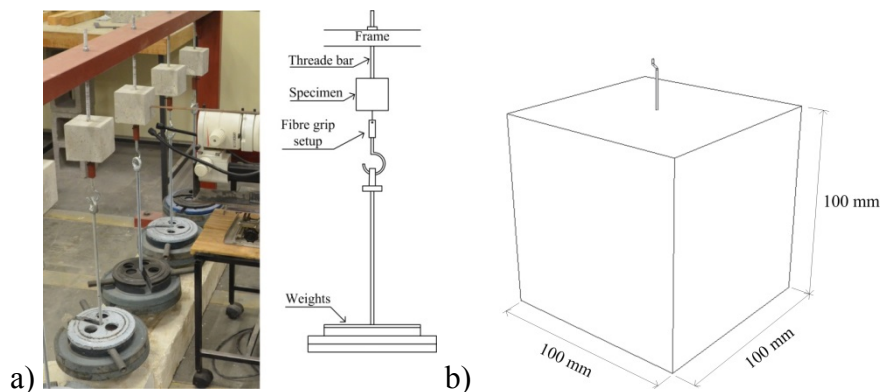 Frame
Threade bar
Specimen
Fibre grip
setup
Weights
a)
100 mm
100 mm
100 mm
b)